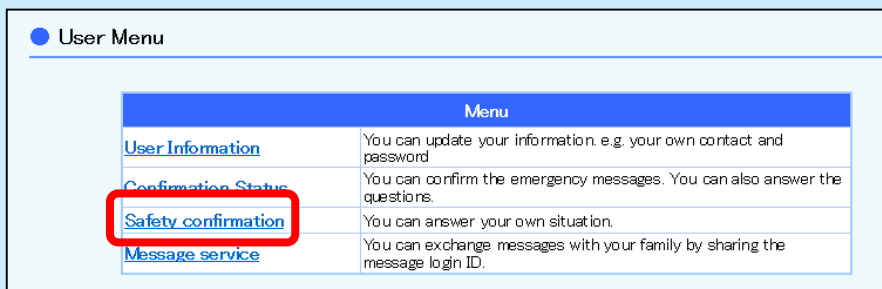 User Menu
Menu
User Information
You can update your information. e.g. your own contact and
password
Confirmation Status
You can confirm the emergency messages. You can also answer the
questions.
Safety confirmation
You can answer your own situation.
Message service
You can exchange messages with your family by sharing the
message login ID.